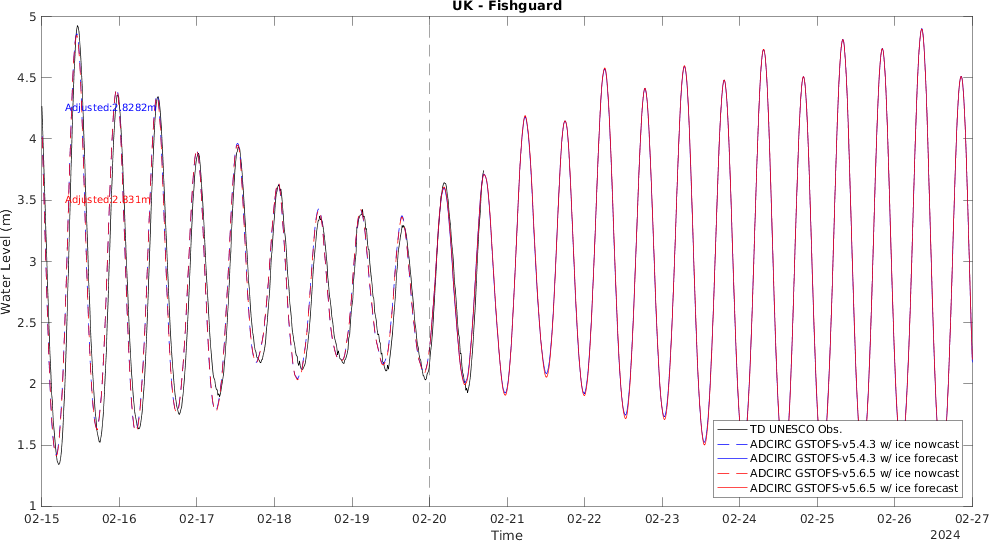 UK - Fishguard
5
4.5
4
3.5
3
2.5
2
1.5
1
Water Level (m)
Adjusted:2.8282m
Adjusted:2.831m
TD UNESCO Obs.
ADCIRC GSTOFS-v5.4.3 w/ ice nowcast
ADCIRC GSTOFS-v5.4.3 w/ ice forecast
ADCIRC GSTOFS-v5.6.5 w/ ice nowcast
ADCIRC GSTOFS-v5.6.5 w/ ice forecast
02-15 02-16 02-17 02-18 02-19 02-20 02-21 02-22 02-23 02-24 02-25 02-26 02-27
Time
2024